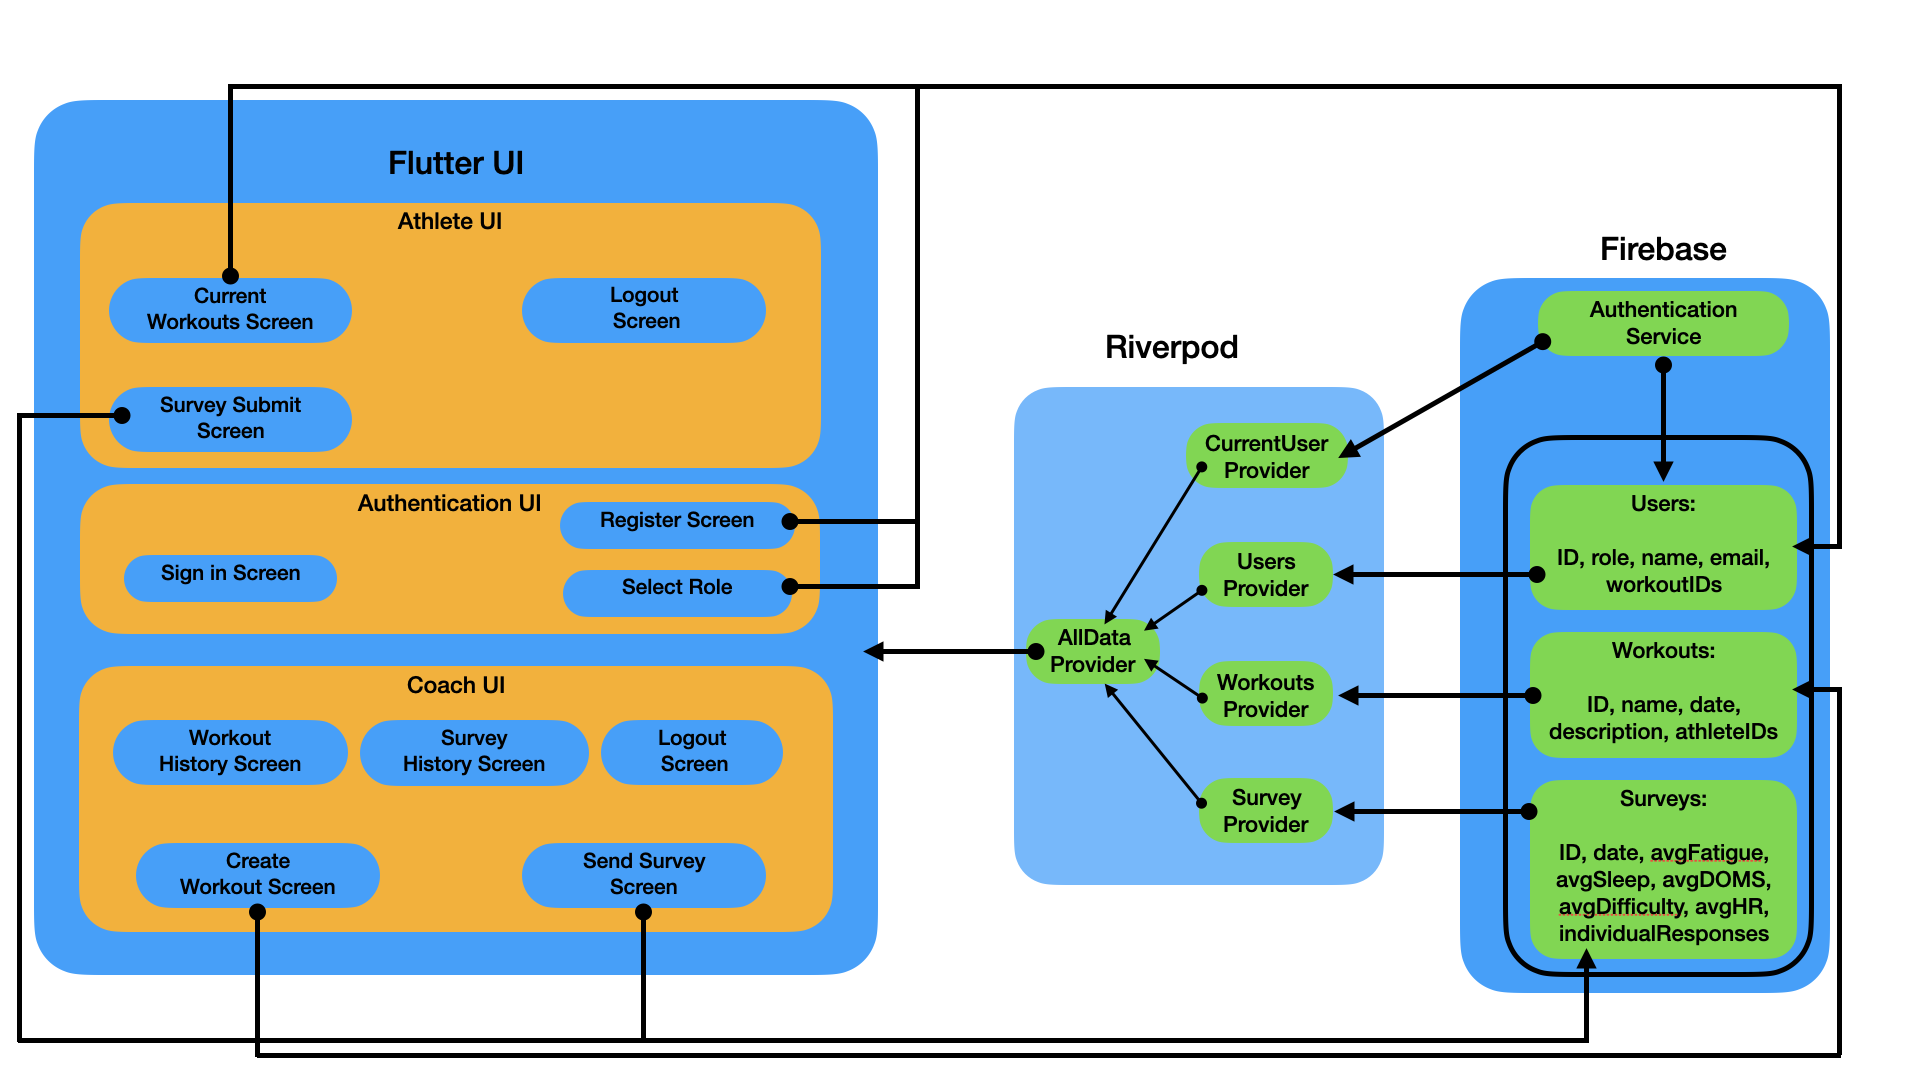 Flutter UI
Athlete UI
Current
Workouts Screen
Logout
Screen
Survey Submit
Screen
Authentication UI
Register Screen
Sign in Screen
Select Role
Coach UI
Workout
History Screen
Survey
History Screen
Logout
Screen
Create
Workout Screen
Send Survey
Screen
Riverpod
CurrentUser
Provider
Users
Provider
AllData
Provider
Workouts
Provider
Survey
Provider
Firebase
Authentication
Service
Users:
ID, role, name, email,
workoutIDs
Workouts:
ID, name, date,
description, athleteIDs
Surveys:
ID, date, avgFatigue,
avgSleep, avgDOMS,
avgDifficulty, avgHR,
individualResponses